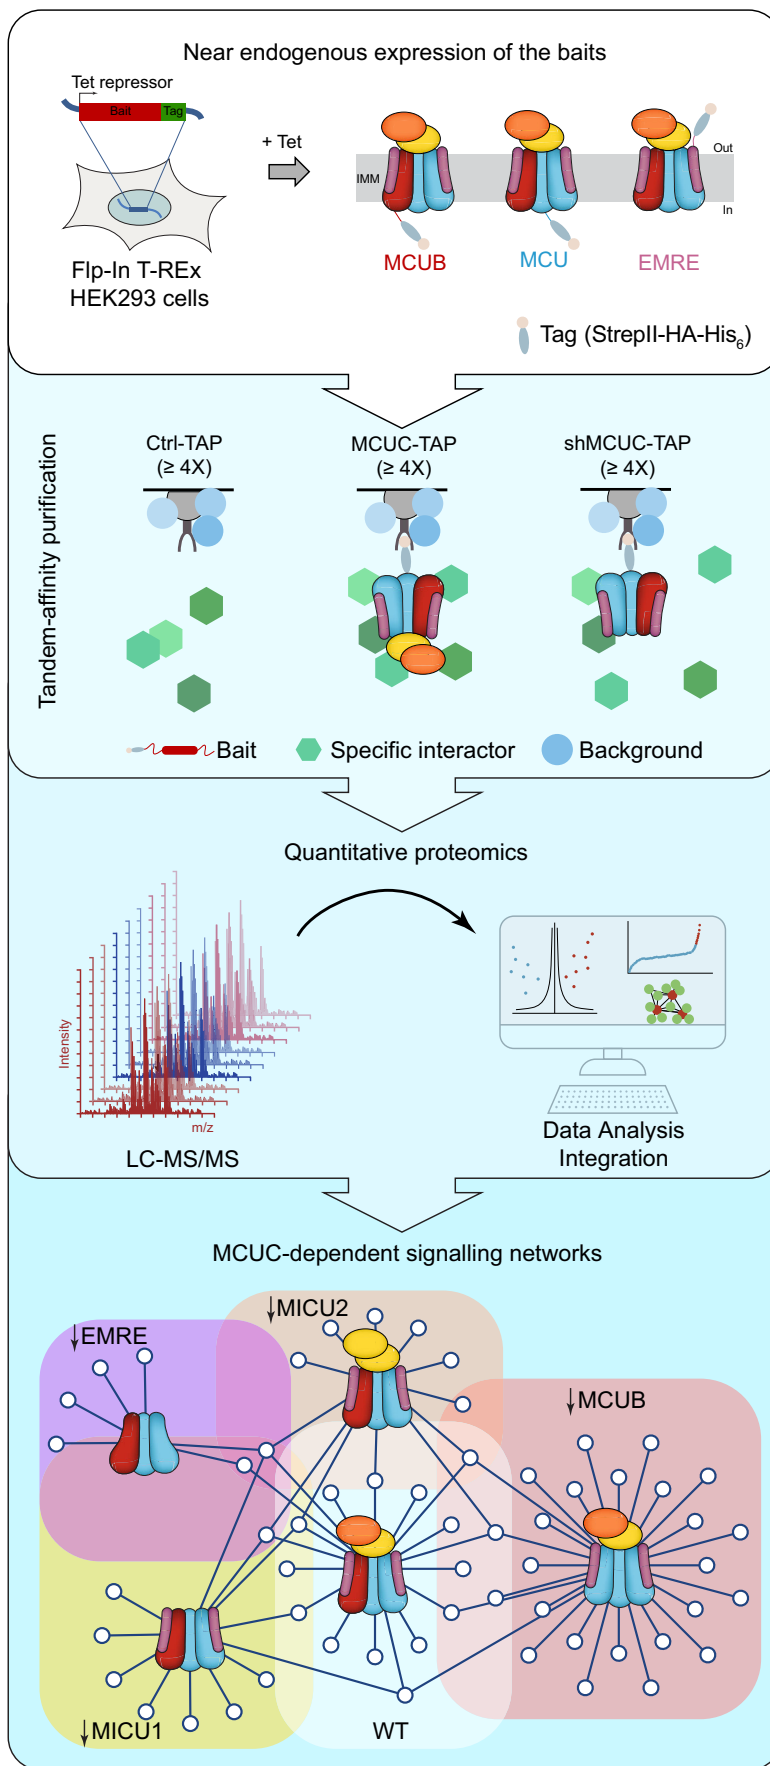 Near endogenous expression of the baits
Tet repressor
Bait
Tag
+ Tet
Out
IMM
In
MCUB
MCU
EMRE
Flp-In T-REx
HEK293 cells
Tag (StrepII-HA-His₆)
Tandem-affinity purification
Ctrl-TAP
(≥ 4X)
MCUC-TAP
(≥ 4X)
shMCUC-TAP
(≥ 4X)
Bait
Specific interactor
Background
Quantitative proteomics
Intensity
m/z
LC-MS/MS
Data Analysis
Integration
MCUC-dependent signalling networks
↓MICU2
↓EMRE
↓MCUB
↓MICU1
WT